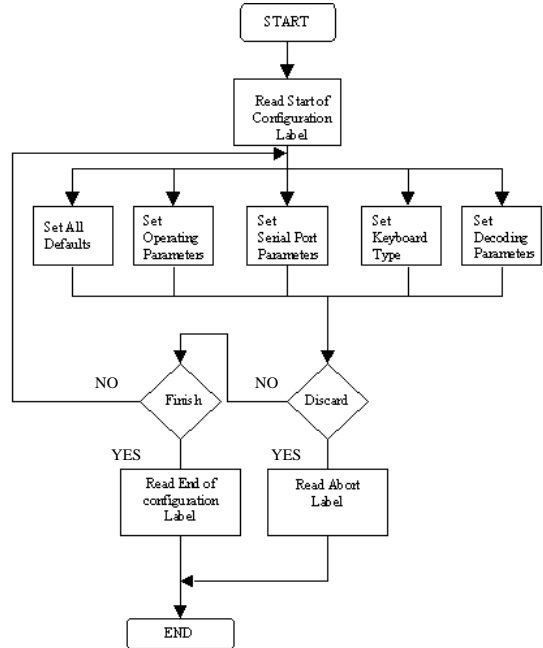 START
Read Start of
Configuration
Label
Set All
Defaults
Set
Operating
Parameters
Set
Serial Port
Parameters
Set
Keyboard
Type
Set
Decoding
Parameters
NO
Finish
NO
Discard
YES
YES
Read End of
configuration
Label
Read Abort
Label
END